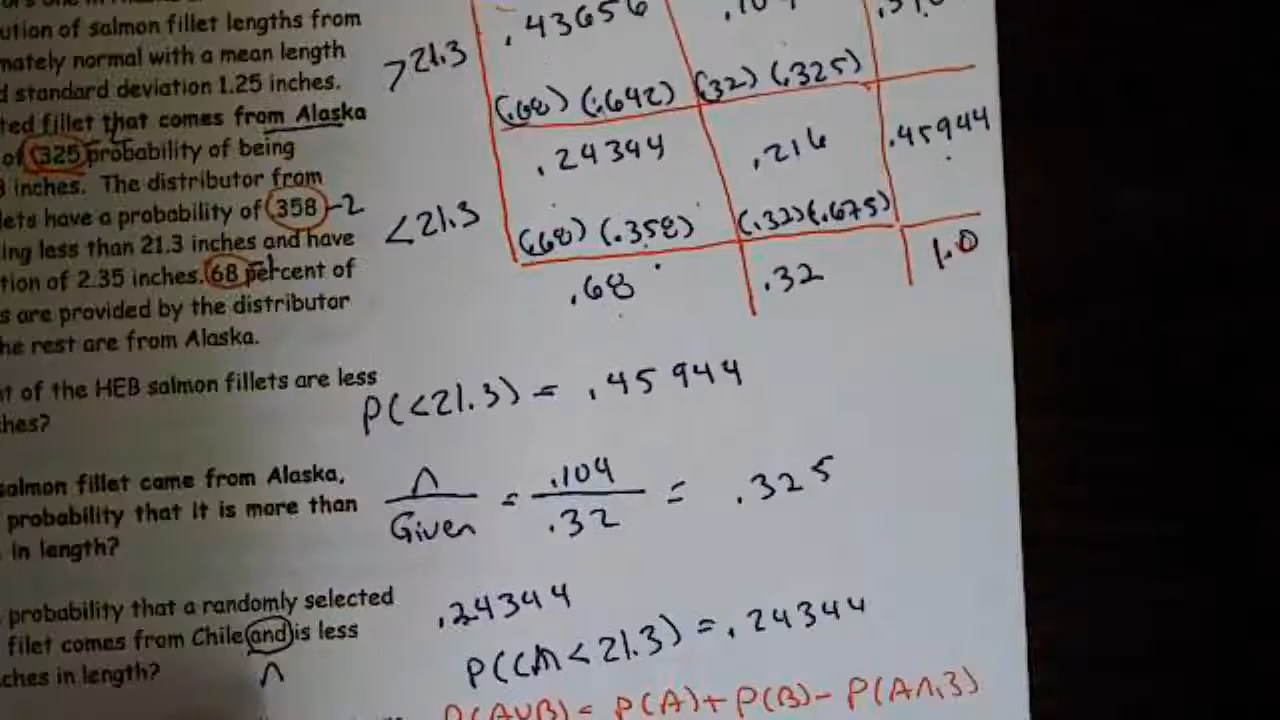 ution of salmon fillet lengths from
mately normal with a mean length
d standard deviation 1.25 inches.
ted fillet that comes from Alaska
of (325 probability of being
inches. The distributor from
lets have a probability of 358 -2
ing less than 21.3 inches and have
tion of 2.35 inches. 68 percent of
s are provided by the distributor
he rest are from Alaska.
>21.3
.43656
(.68) (.642)
(32) (.325)
<21.3
.24344
.216
.45944
(.68) (.358)
(.32)(.675)
.68
.32
1.0
nt of the HEB salmon fillets are less
hes?
P(<21.3) = .45944
salmon fillet came from Alaska,
probability that it is more than
in length?
∩ / Given = .104 / .32 = .325
probability that a randomly selected
filet comes from Chile and is less
ches in length?
∩
.24344
P(C∩<21.3) = .24344
P(A∪B) = P(A) + P(B) - P(A∩B)